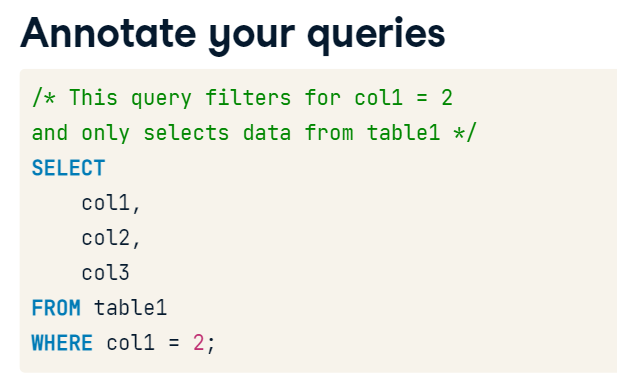 Annotate your queries
/* This query filters for col1 = 2
and only selects data from table1 */
SELECT
    col1,
    col2,
    col3
FROM table1
WHERE col1 = 2;